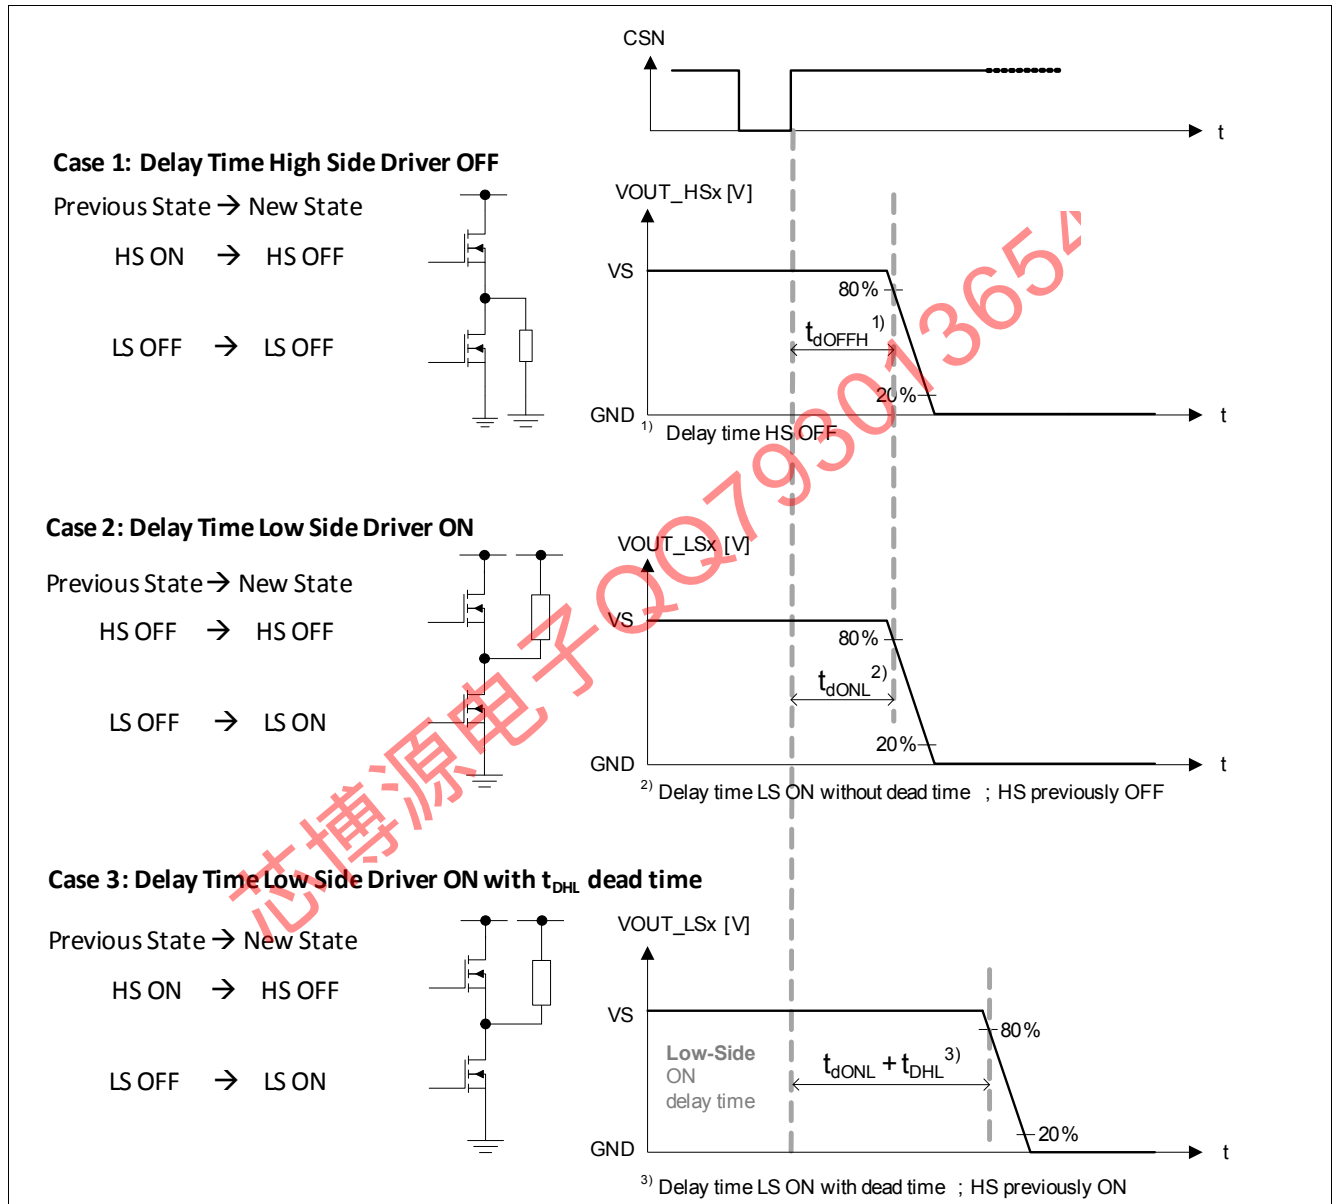 CSN
t
Case 1: Delay Time High Side Driver OFF
Previous State → New State
HS ON → HS OFF
LS OFF → LS OFF
VOUT_HSx [V]
VS
80%
tdOFFH 1)
20%
GND
t
1) Delay time HS OFF
Case 2: Delay Time Low Side Driver ON
Previous State → New State
HS OFF → HS OFF
LS OFF → LS ON
VOUT_LSx [V]
VS
80%
tdONL 2)
20%
GND
t
2) Delay time LS ON without dead time ; HS previously OFF
Case 3: Delay Time Low Side Driver ON with tDHL dead time
Previous State → New State
HS ON → HS OFF
LS OFF → LS ON
VOUT_LSx [V]
VS
80%
Low-Side
ON
delay time
tdONL + tDHL 3)
20%
GND
t
3) Delay time LS ON with dead time ; HS previously ON
芯博源电子QQ793013654